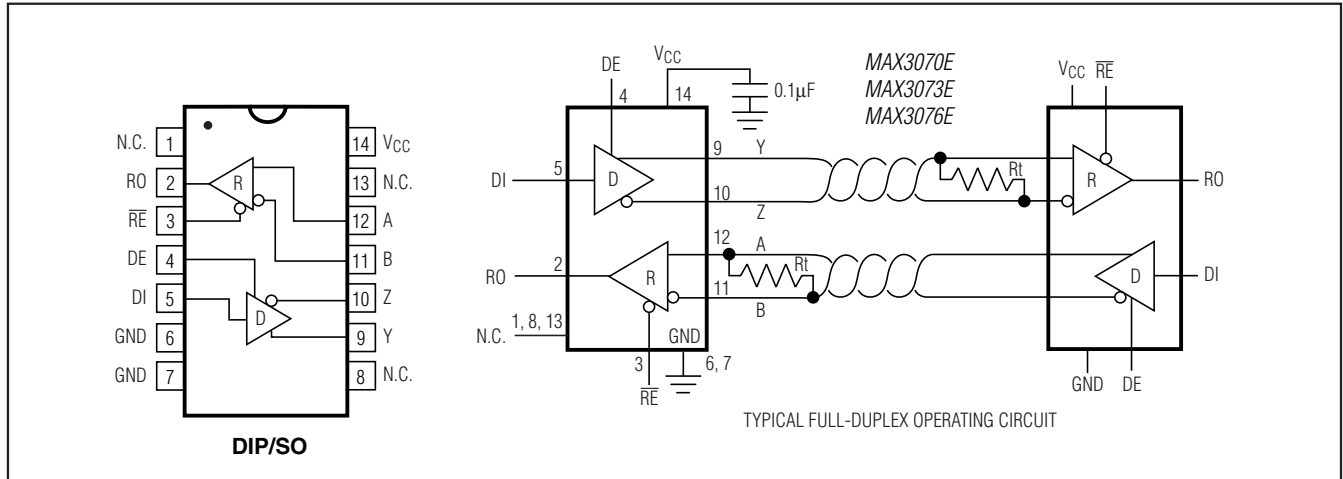 N.C. 1
RO 2
RE 3
DE 4
DI 5
GND 6
GND 7
14 VCC
13 N.C.
12 A
11 B
10 Z
9 Y
8 N.C.
R
D
DIP/SO
DE
4
VCC
14
0.1µF
MAX3070E
MAX3073E
MAX3076E
VCC RE
DI 5
D
9 Y
10
Z
Rt
R
RO
RO 2
R
12
A
Rt
11
B
D
DI
N.C. 1, 8, 13
3
RE
GND
6, 7
GND DE
TYPICAL FULL-DUPLEX OPERATING CIRCUIT